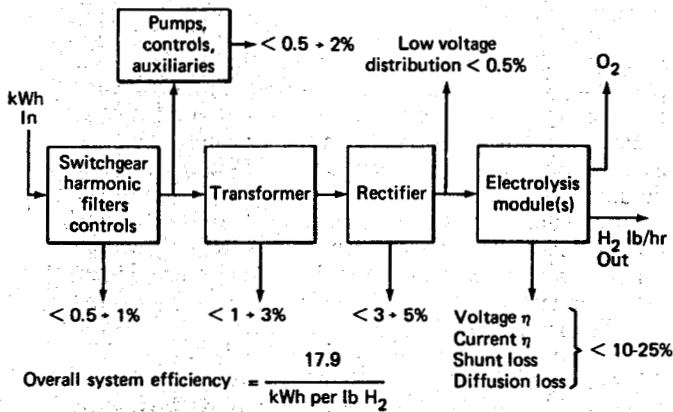 Pumps,
controls,
auxiliaries
< 0.5 + 2%
Low voltage
distribution < 0.5%
O2
kWh
In
Switchgear
harmonic
filters
controls
Transformer
Rectifier
Electrolysis
module(s)
H2 lb/hr
Out
< 0.5 + 1%
< 1 + 3%
< 3 + 5%
Voltage η
Current η
Shunt loss
Diffusion loss
< 10-25%
Overall system efficiency = 17.9
kWh per lb H2